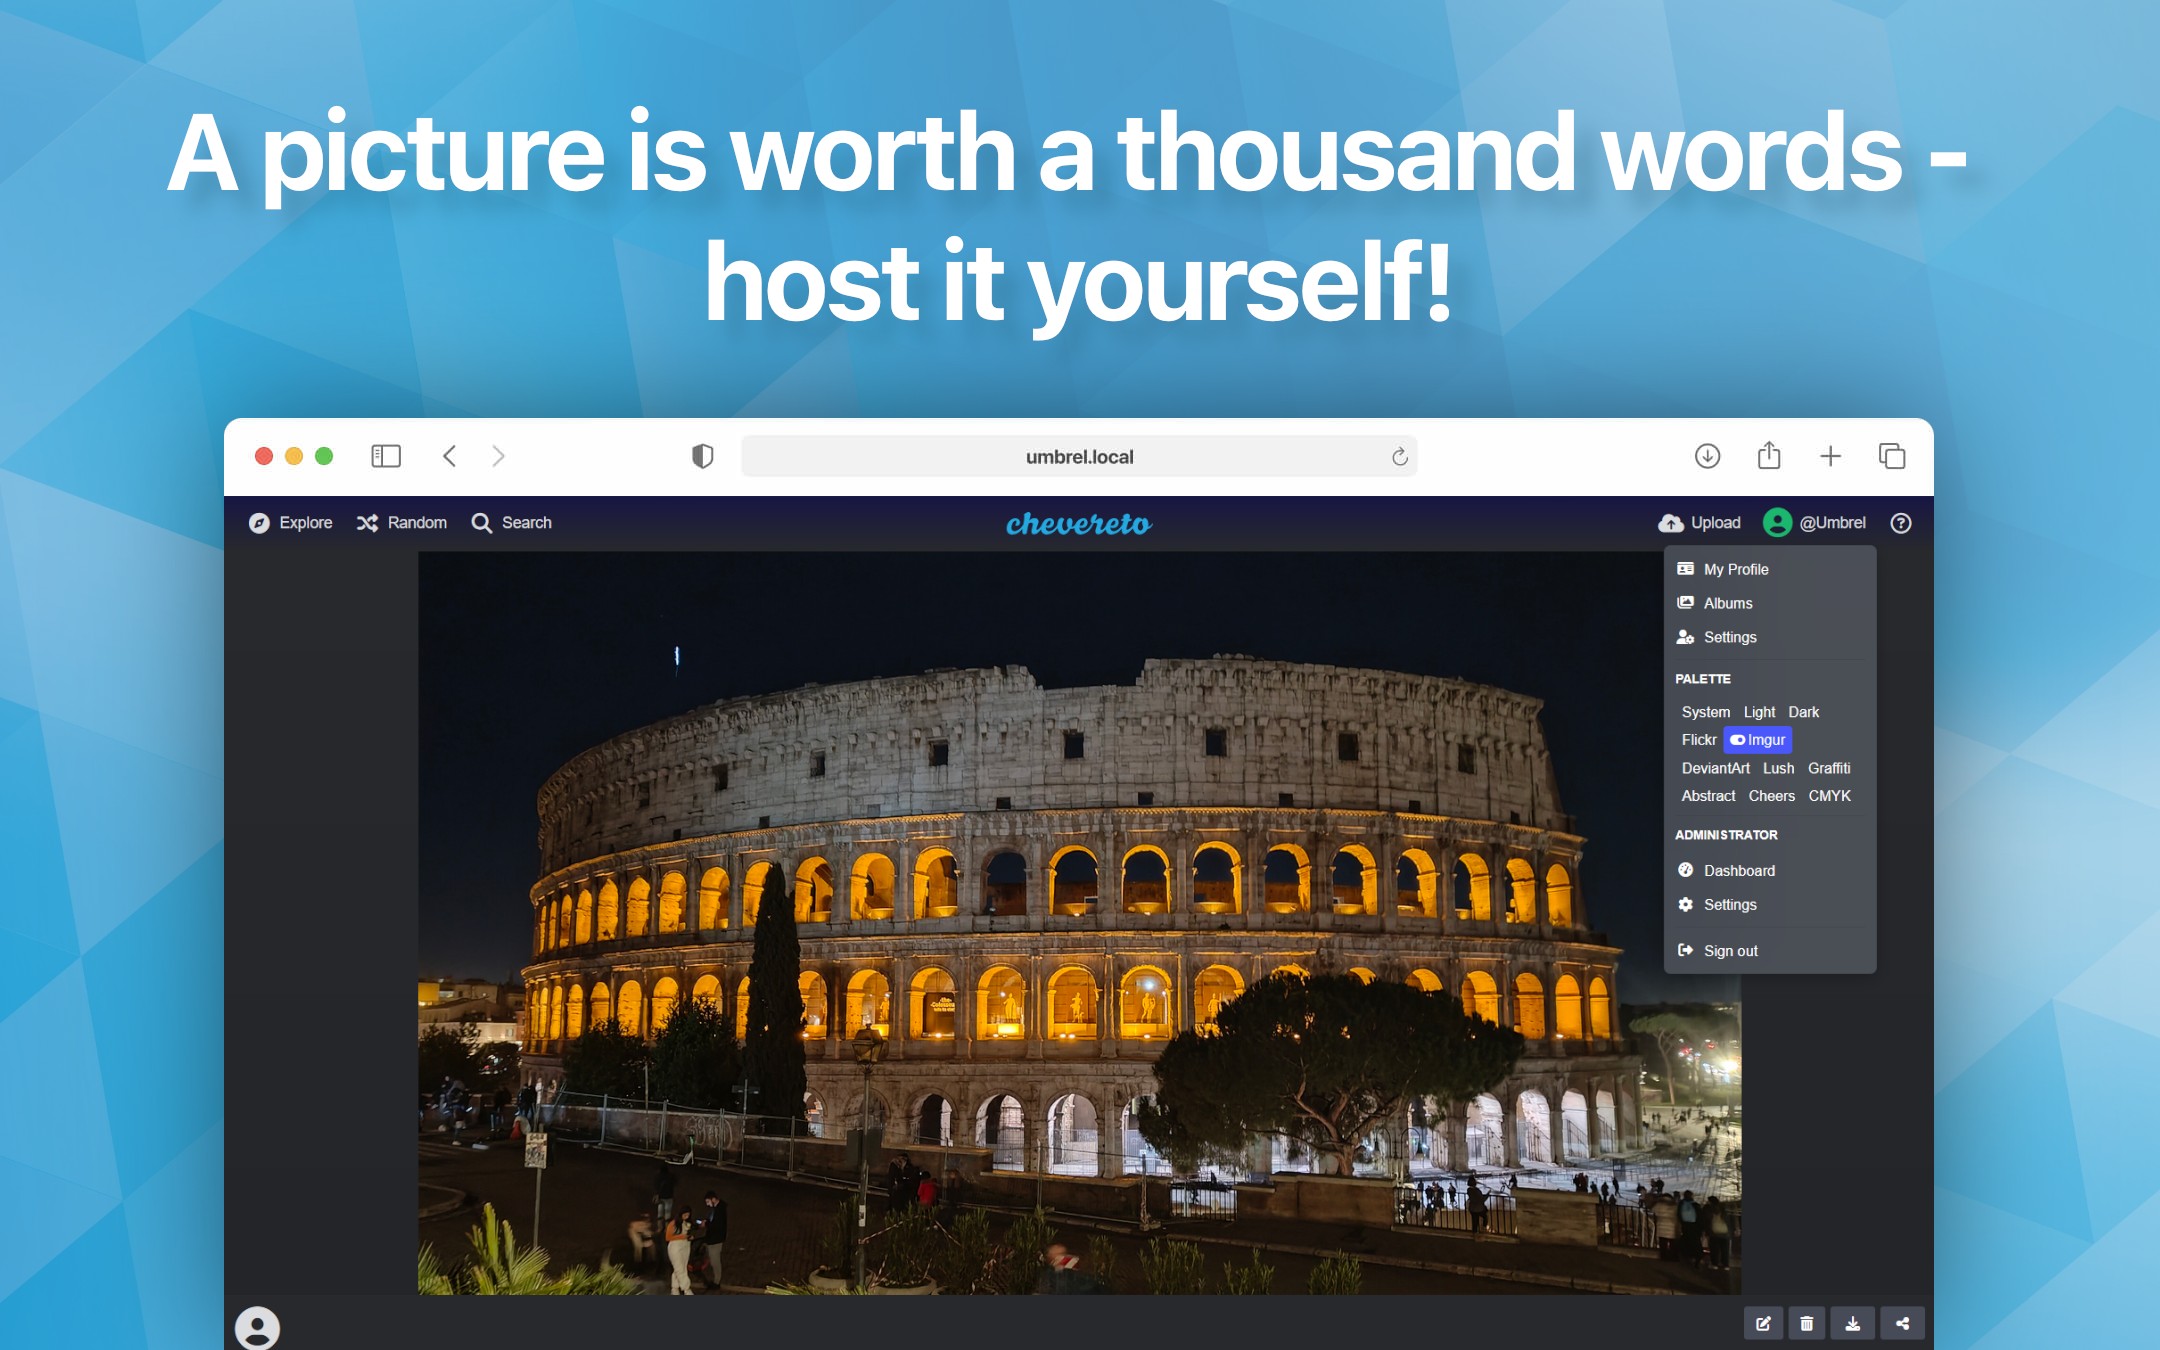 A picture is worth a thousand words -
host it yourself!
umbrel.local
Explore Random Search chevereto Upload @Umbrel
My Profile
Albums
Settings
PALETTE
System Light Dark
Flickr Imgur
DeviantArt Lush Graffiti
Abstract Cheers CMYK
ADMINISTRATOR
Dashboard
Settings
Sign out